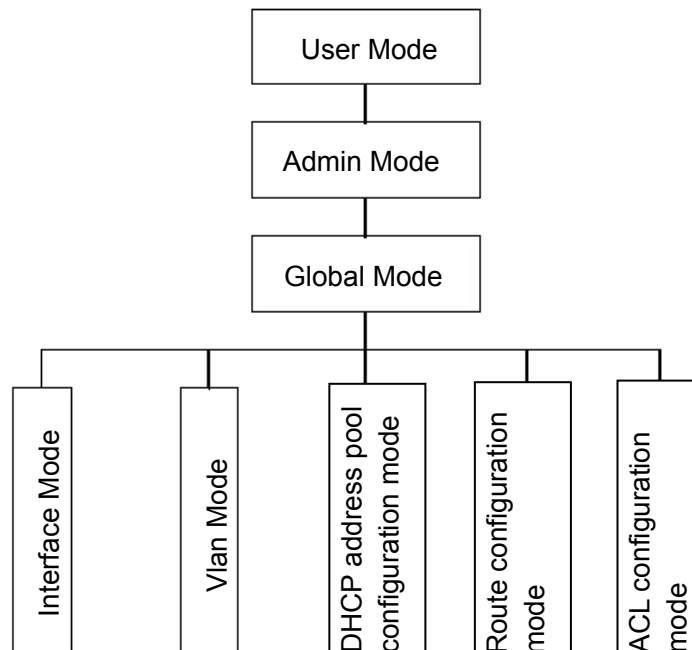 User Mode
Admin Mode
Global Mode
Interface Mode
Vlan Mode
DHCP address pool
configuration mode
Route configuration
mode
ACL configuration
mode